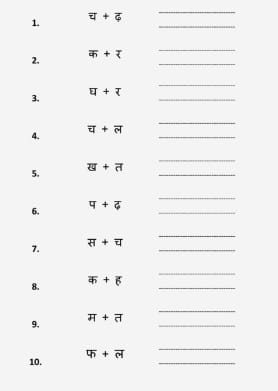 1. च + ढ़
2. क + र
3. घ + र
4. च + ल
5. ख + त
6. प + ढ़
7. स + च
8. क + ह
9. म + त
10. फ + ल